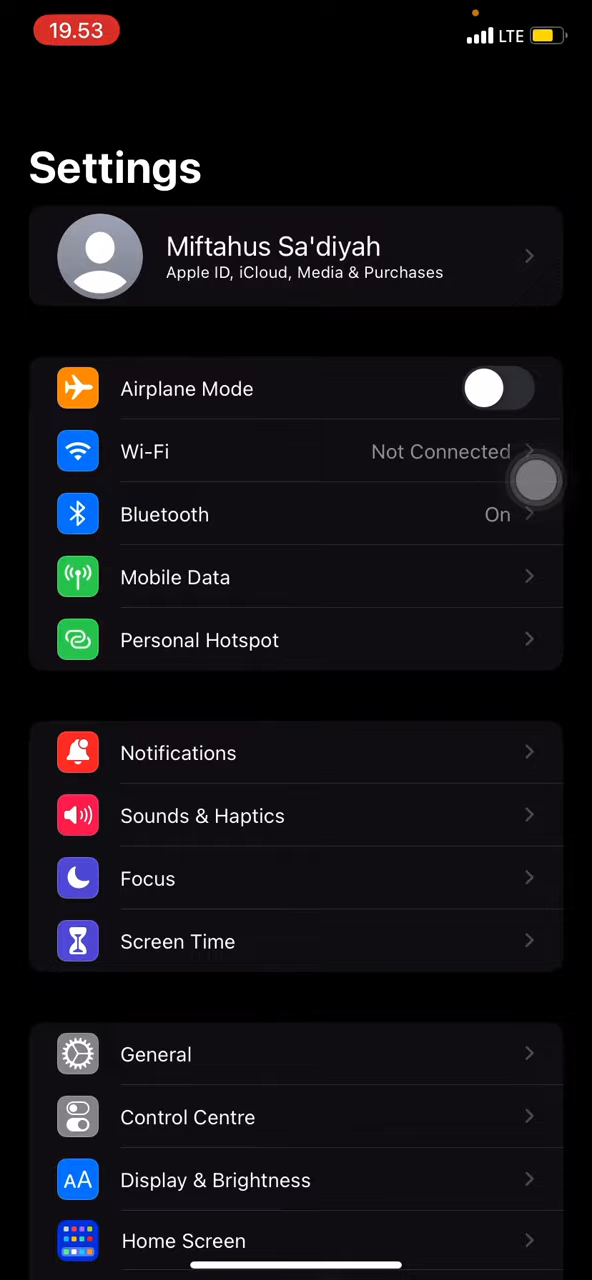 19.53
LTE
Settings
Miftahus Sa'diyah
Apple ID, iCloud, Media & Purchases
Airplane Mode
Wi-Fi Not Connected
Bluetooth On
Mobile Data
Personal Hotspot
Notifications
Sounds & Haptics
Focus
Screen Time
General
Control Centre
AA Display & Brightness
Home Screen